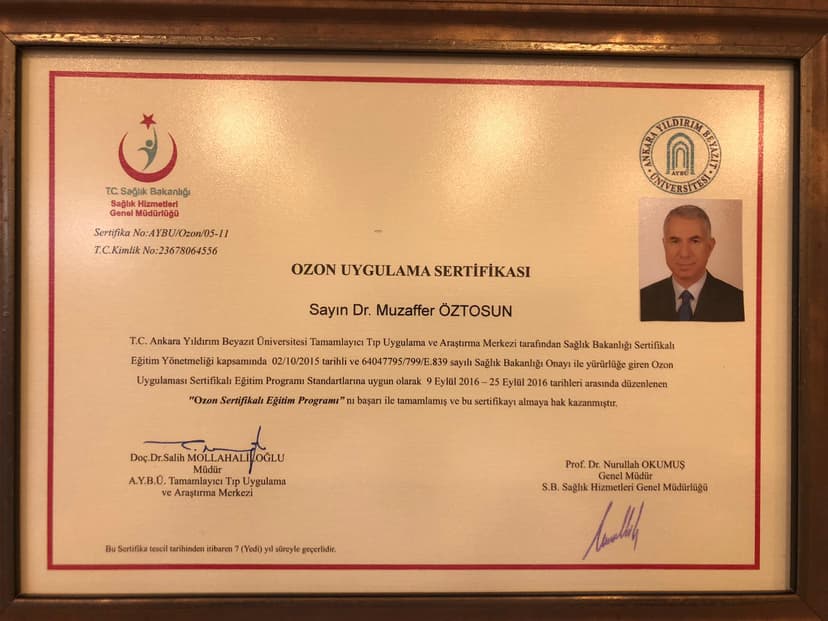 T.C. Sağlık Bakanlığı
Sağlık Hizmetleri
Genel Müdürlüğü
ANKARA YILDIRIM BEYAZIT
AYBÜ
ÜNİVERSİTESİ
Sertifika No:AYBU/Ozon/05-11
T.C.Kimlik No:23678064556
OZON UYGULAMA SERTİFİKASI
Sayın Dr. Muzaffer ÖZTOSUN
T.C. Ankara Yıldırım Beyazıt Üniversitesi Tamamlayıcı Tıp Uygulama ve Araştırma Merkezi tarafından Sağlık Bakanlığı Sertifikalı
Eğitim Yönetmeliği kapsamında 02/10/2015 tarihli ve 64047795/799/E.839 sayılı Sağlık Bakanlığı Onayı ile yürürlüğe giren Ozon
Uygulaması Sertifikalı Eğitim Programı Standartlarına uygun olarak 9 Eylül 2016 – 25 Eylül 2016 tarihleri arasında düzenlenen
"Ozon Sertifikalı Eğitim Programı" nı başarı ile tamamlamış ve bu sertifikayı almaya hak kazanmıştır.
Doç.Dr.Salih MOLLAHALİLOĞLU
Müdür
A.Y.B.Ü. Tamamlayıcı Tıp Uygulama
ve Araştırma Merkezi
Prof. Dr. Nurullah OKUMUŞ
Genel Müdür
S.B. Sağlık Hizmetleri Genel Müdürlüğü
Bu Sertifika tescil tarihinden itibaren 7 (Yedi) yıl süreyle geçerlidir.